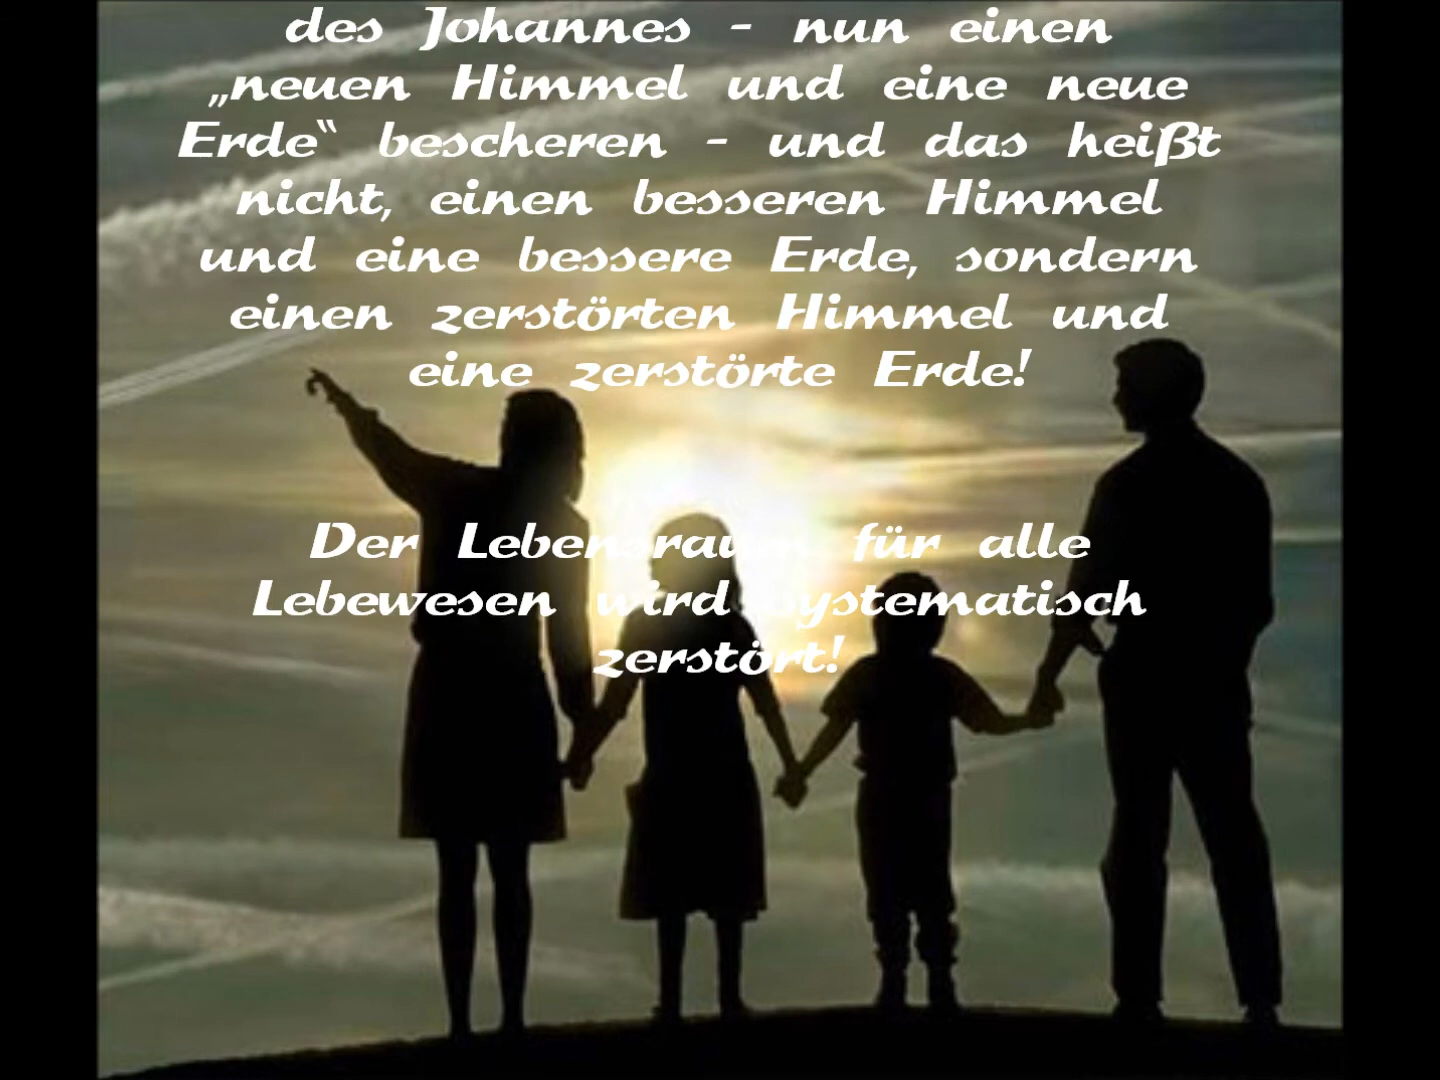 des Johannes - nun einen
„neuen Himmel und eine neue
Erde“ bescheren - und das heißt
nicht, einen besseren Himmel
und eine bessere Erde, sondern
einen zerstörten Himmel und
eine zerstörte Erde!
Der Lebensraum für alle
Lebewesen wird systematisch
zerstört!